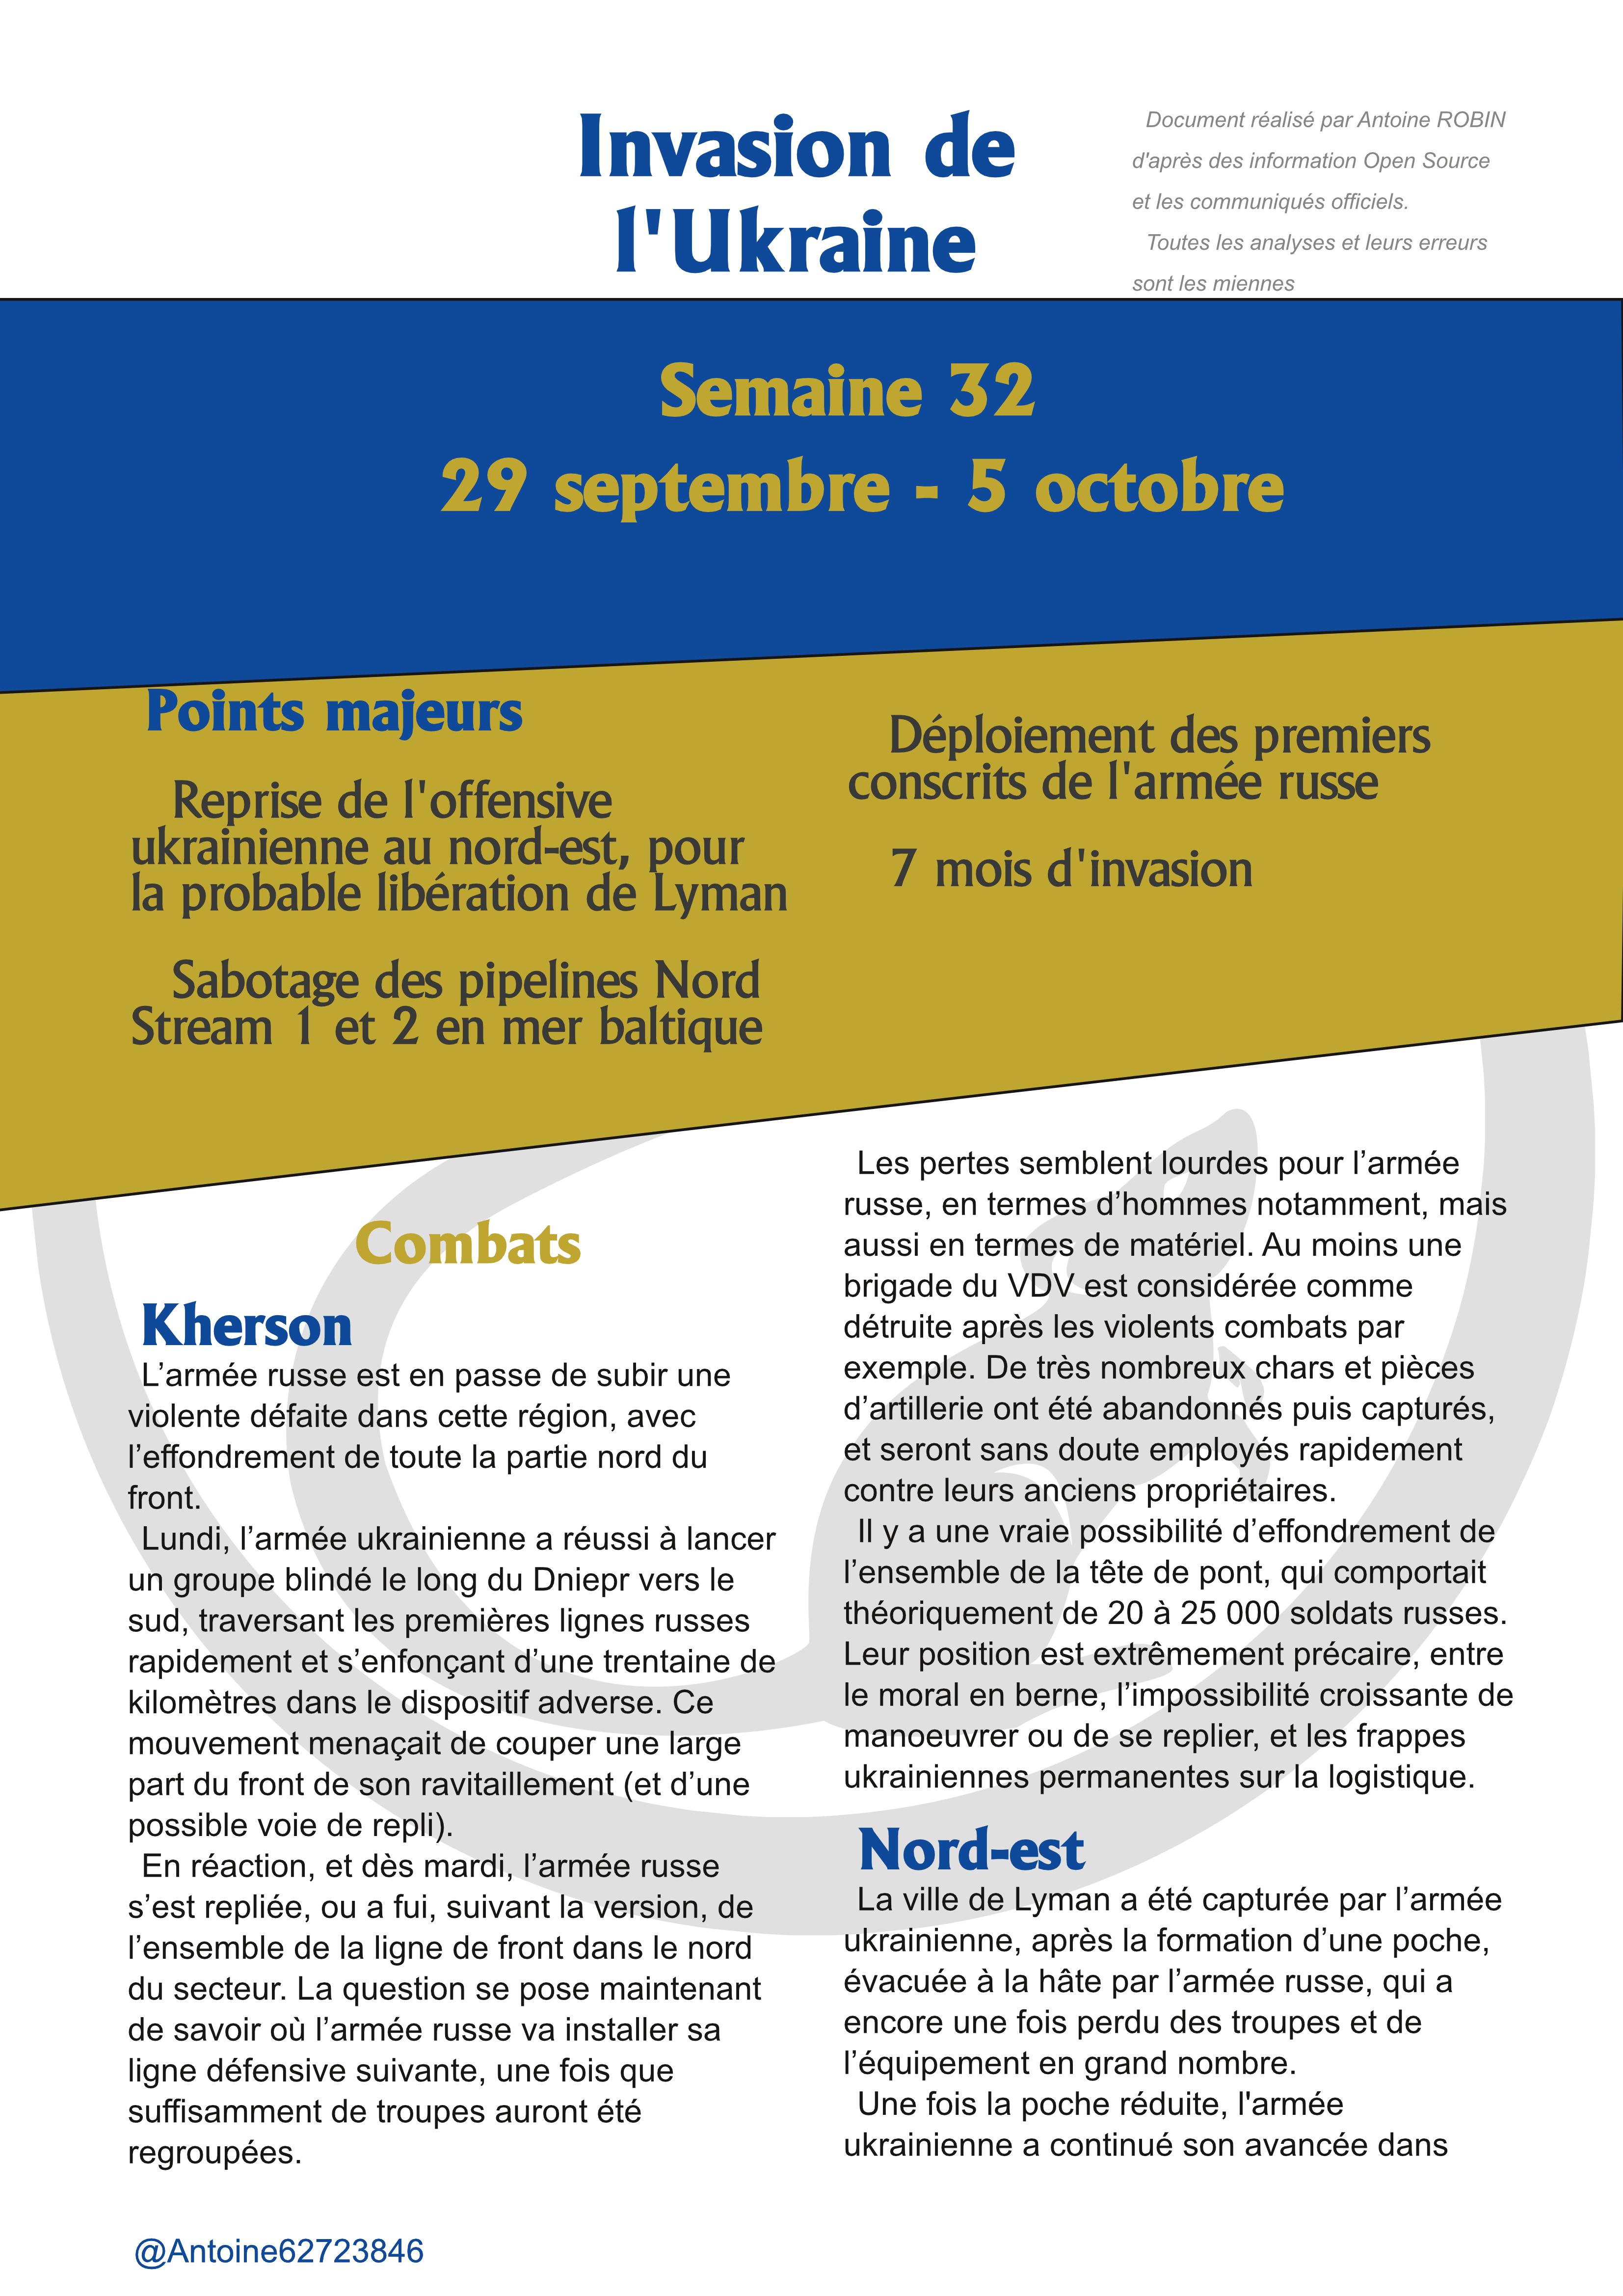 Invasion de
l'Ukraine
Document réalisé par Antoine ROBIN
d'après des information Open Source
et les communiqués officiels.
Toutes les analyses et leurs erreurs
sont les miennes
Semaine 32
29 septembre - 5 octobre
Points majeurs
Reprise de l'offensive
ukrainienne au nord-est, pour
la probable libération de Lyman
Sabotage des pipelines Nord
Stream 1 et 2 en mer baltique
Déploiement des premiers
conscrits de l'armée russe
7 mois d'invasion
Combats
Kherson
L’armée russe est en passe de subir une
violente défaite dans cette région, avec
l’effondrement de toute la partie nord du
front.
Lundi, l’armée ukrainienne a réussi à lancer
un groupe blindé le long du Dniepr vers le
sud, traversant les premières lignes russes
rapidement et s’enfonçant d’une trentaine de
kilomètres dans le dispositif adverse. Ce
mouvement menaçait de couper une large
part du front de son ravitaillement (et d’une
possible voie de repli).
En réaction, et dès mardi, l’armée russe
s’est repliée, ou a fui, suivant la version, de
l’ensemble de la ligne de front dans le nord
du secteur. La question se pose maintenant
de savoir où l’armée russe va installer sa
ligne défensive suivante, une fois que
suffisamment de troupes auront été
regroupées.
Les pertes semblent lourdes pour l’armée
russe, en termes d’hommes notamment, mais
aussi en termes de matériel. Au moins une
brigade du VDV est considérée comme
détruite après les violents combats par
exemple. De très nombreux chars et pièces
d’artillerie ont été abandonnés puis capturés,
et seront sans doute employés rapidement
contre leurs anciens propriétaires.
Il y a une vraie possibilité d’effondrement de
l’ensemble de la tête de pont, qui comportait
théoriquement de 20 à 25 000 soldats russes.
Leur position est extrêmement précaire, entre
le moral en berne, l’impossibilité croissante de
manoeuvrer ou de se replier, et les frappes
ukrainiennes permanentes sur la logistique.
Nord-est
La ville de Lyman a été capturée par l’armée
ukrainienne, après la formation d’une poche,
évacuée à la hâte par l’armée russe, qui a
encore une fois perdu des troupes et de
l’équipement en grand nombre.
Une fois la poche réduite, l'armée
ukrainienne a continué son avancée dans
@Antoine62723846